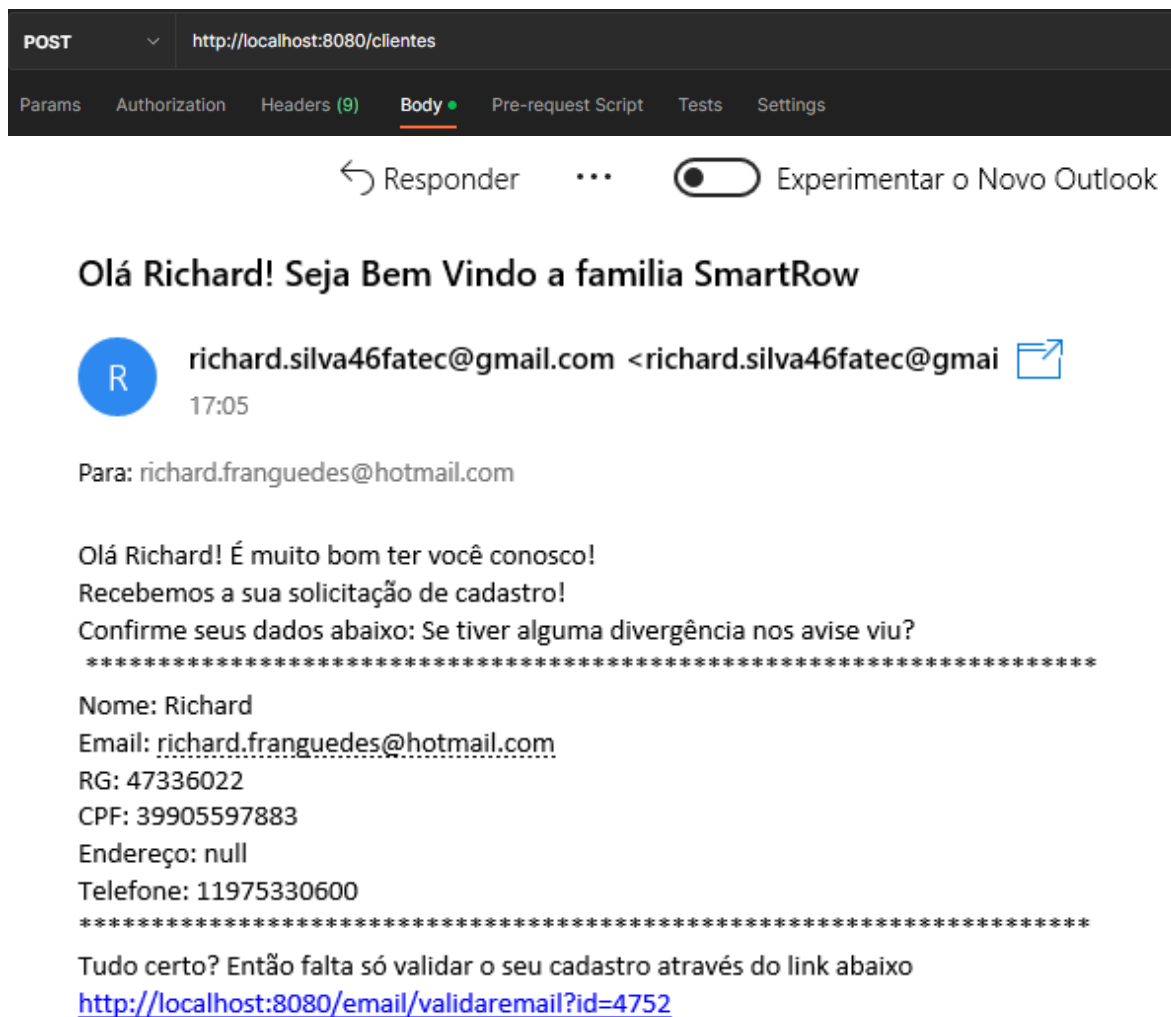 POST http://localhost:8080/clientes
Params Authorization Headers (9) Body Pre-request Script Tests Settings
Responder ... Experimentar o Novo Outlook
Olá Richard! Seja Bem Vindo a familia SmartRow
R
richard.silva46fatec@gmail.com <richard.silva46fatec@gmai
17:05
Para: richard.franguedes@hotmail.com
Olá Richard! É muito bom ter você conosco!
Recebemos a sua solicitação de cadastro!
Confirme seus dados abaixo: Se tiver alguma divergência nos avise viu?
**********************************************************************
Nome: Richard
Email: richard.franguedes@hotmail.com
RG: 47336022
CPF: 39905597883
Endereço: null
Telefone: 11975330600
**********************************************************************
Tudo certo? Então falta só validar o seu cadastro através do link abaixo
http://localhost:8080/email/validaremail?id=4752